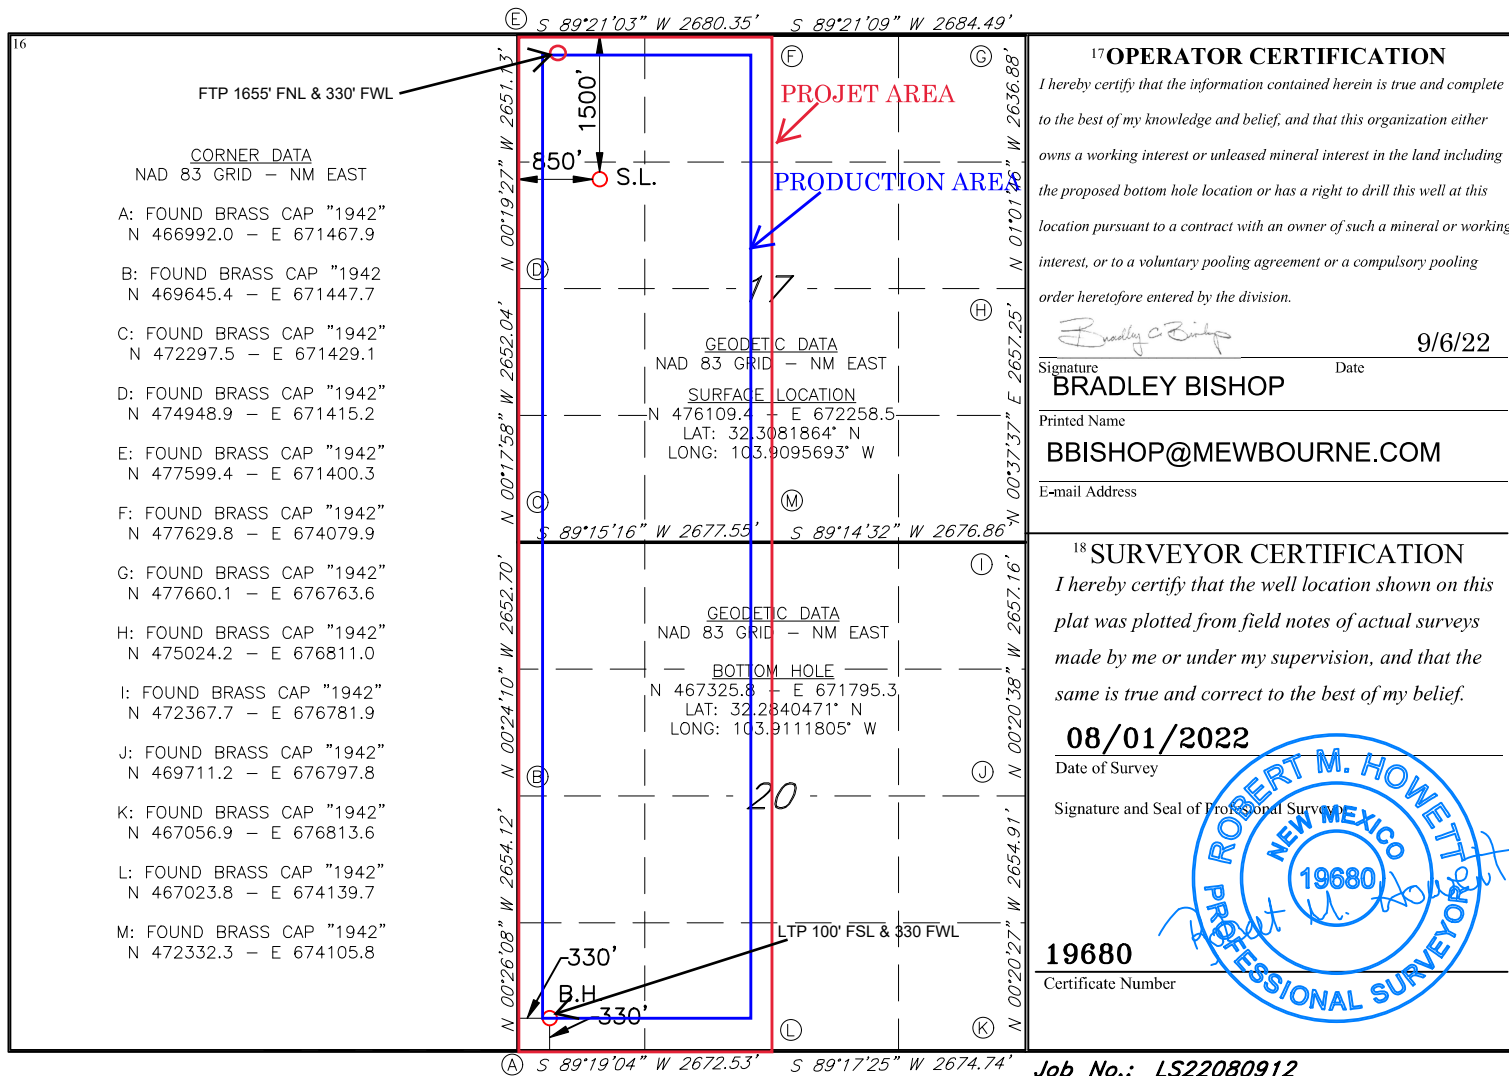 16
Ⓔ S 89°21'03" W 2680.35' S 89°21'09" W 2684.49'
FTP 1655' FNL & 330' FWL
CORNER DATA
NAD 83 GRID – NM EAST
A: FOUND BRASS CAP "1942"
N 466992.0 – E 671467.9
B: FOUND BRASS CAP "1942
N 469645.4 – E 671447.7
C: FOUND BRASS CAP "1942"
N 472297.5 – E 671429.1
D: FOUND BRASS CAP "1942"
N 474948.9 – E 671415.2
E: FOUND BRASS CAP "1942"
N 477599.4 – E 671400.3
F: FOUND BRASS CAP "1942"
N 477629.8 – E 674079.9
G: FOUND BRASS CAP "1942"
N 477660.1 – E 676763.6
H: FOUND BRASS CAP "1942"
N 475024.2 – E 676811.0
I: FOUND BRASS CAP "1942"
N 472367.7 – E 676781.9
J: FOUND BRASS CAP "1942"
N 469711.2 – E 676797.8
K: FOUND BRASS CAP "1942"
N 467056.9 – E 676813.6
L: FOUND BRASS CAP "1942"
N 467023.8 – E 674139.7
M: FOUND BRASS CAP "1942"
N 472332.3 – E 674105.8
N 00°19'27" W 2651.13'
N 00°17'58" W 2652.04'
N 00°24'10" W 2652.70'
N 00°26'08" W 2654.12'
Ⓕ
Ⓖ
1500'
850'
S.L.
PROJET AREA
PRODUCTION AREA
Ⓓ
17
Ⓗ
GEODETIC DATA
NAD 83 GRID – NM EAST
SURFACE LOCATION
N 476109.4 – E 672258.5
LAT: 32.3081864° N
LONG: 103.9095693° W
Ⓒ
Ⓜ
S 89°15'16" W 2677.55' S 89°14'32" W 2676.86'
Ⓘ
GEODETIC DATA
NAD 83 GRID – NM EAST
BOTTOM HOLE
N 467325.8 – E 671795.3
LAT: 32.2840471° N
LONG: 103.9111805° W
Ⓑ
20
Ⓙ
LTP 100' FSL & 330 FWL
330'
B.H
330'
Ⓛ
Ⓚ
Ⓐ S 89°19'04" W 2672.53' S 89°17'25" W 2674.74'
N 01°01'46" W 2636.88'
N 00°37'37" E 2657.25'
N 00°20'38" W 2657.16'
N 00°20'27" W 2654.91'
17 OPERATOR CERTIFICATION
I hereby certify that the information contained herein is true and complete
to the best of my knowledge and belief, and that this organization either
owns a working interest or unleased mineral interest in the land including
the proposed bottom hole location or has a right to drill this well at this
location pursuant to a contract with an owner of such a mineral or working
interest, or to a voluntary pooling agreement or a compulsory pooling
order heretofore entered by the division.
Bradley C Bishop
9/6/22
Signature Date
BRADLEY BISHOP
Printed Name
BBISHOP@MEWBOURNE.COM
E-mail Address
18 SURVEYOR CERTIFICATION
I hereby certify that the well location shown on this
plat was plotted from field notes of actual surveys
made by me or under my supervision, and that the
same is true and correct to the best of my belief.
08/01/2022
Date of Survey
Signature and Seal of Professional Surveyor
ROBERT M. HOWETT
NEW MEXICO
19680
PROFESSIONAL SURVEYOR
Robert M. Howett
19680
Certificate Number
Job No.: LS22080912